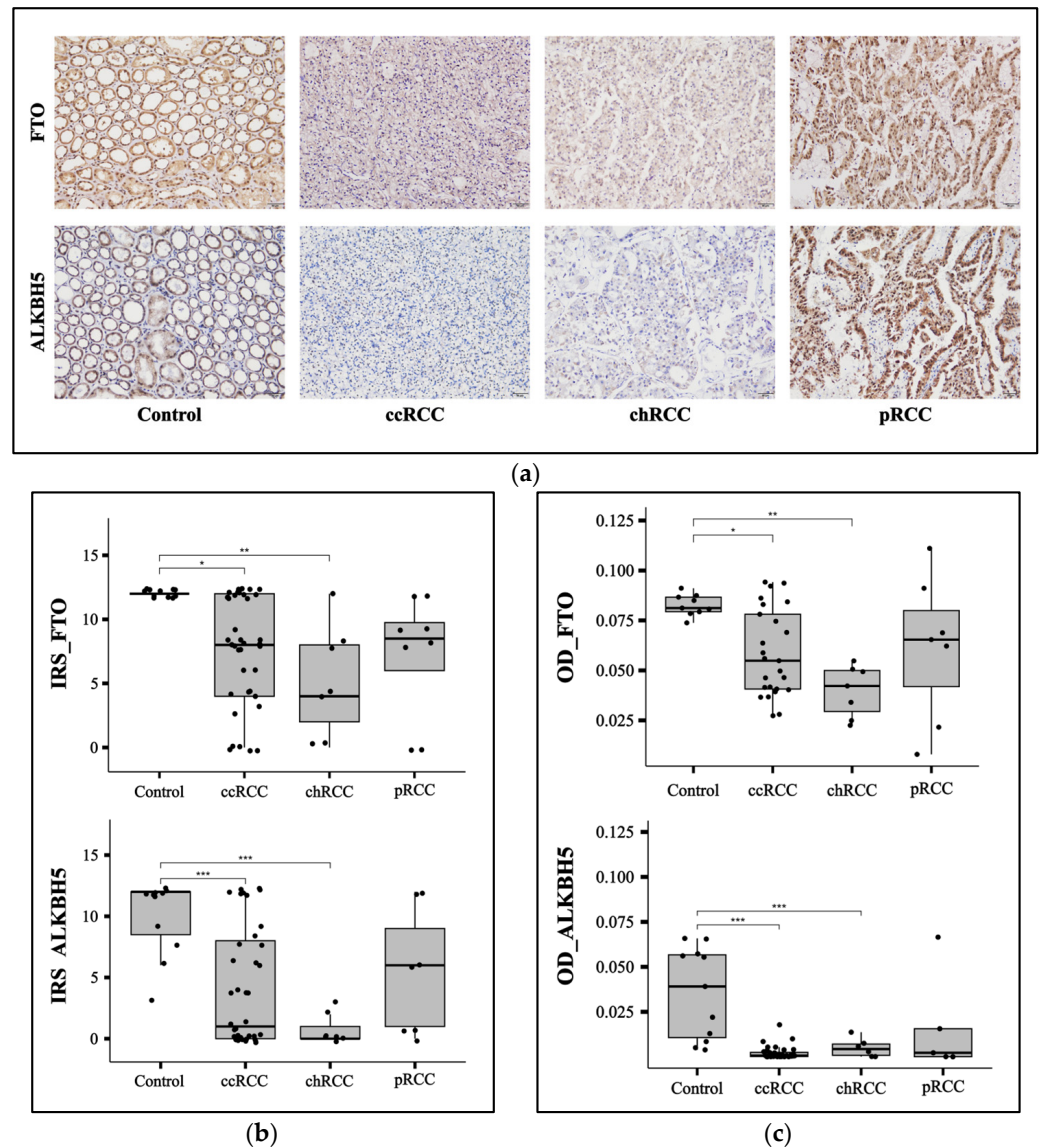 FTO
ALKBH5
Control ccRCC chRCC pRCC
(a)
IRS_FTO
15
10
5
0
**
*
Control ccRCC chRCC pRCC
OD_FTO
0.125
0.100
0.075
0.050
0.025
**
*
Control ccRCC chRCC pRCC
IRS ALKBH5
15
10
5
0
***
***
Control ccRCC chRCC pRCC
OD_ALKBH5
0.125
0.100
0.075
0.050
0.025
***
***
Control ccRCC chRCC pRCC
(b)
(c)